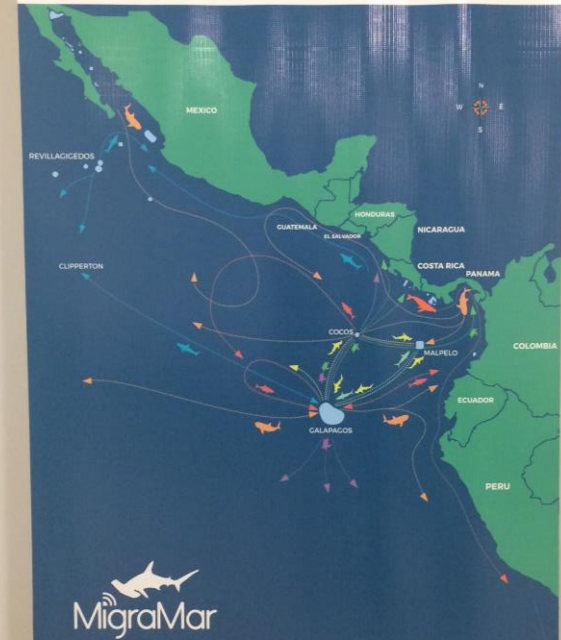 N
W E
S
MEXICO
REVILLAGIGEDOS
HONDURAS
GUATEMALA
NICARAGUA
EL SALVADOR
CLIPPERTON
COSTA RICA
PANAMA
COCOS
COLOMBIA
MALPELO
ECUADOR
GALAPAGOS
PERU
MigraMar